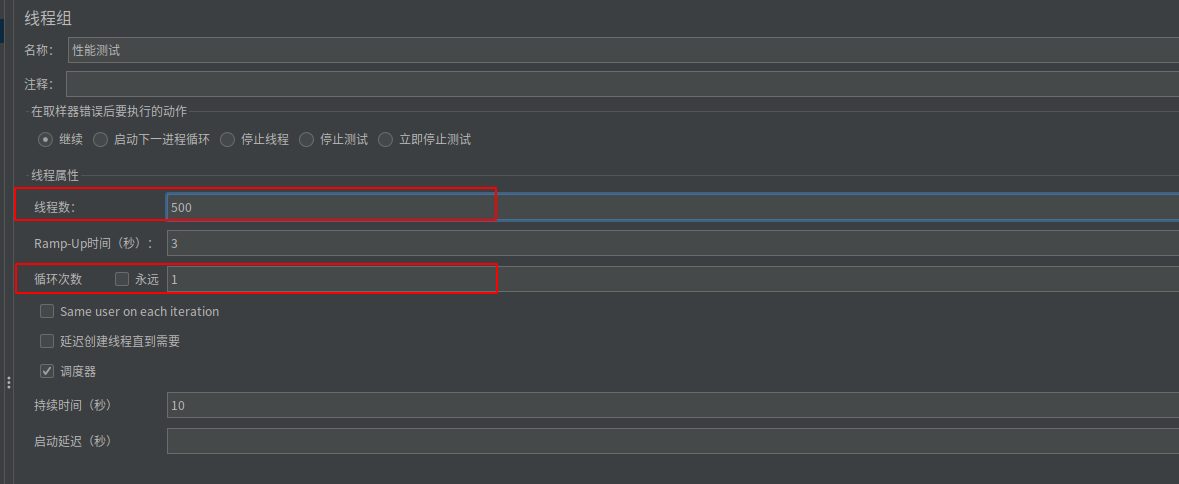 线程组
名称： 性能测试
注释：
在取样器错误后要执行的动作
继续 启动下一进程循环 停止线程 停止测试 立即停止测试
线程属性
线程数： 500
Ramp-Up时间（秒）： 3
循环次数 永远 1
Same user on each iteration
延迟创建线程直到需要
调度器
持续时间（秒） 10
启动延迟（秒）